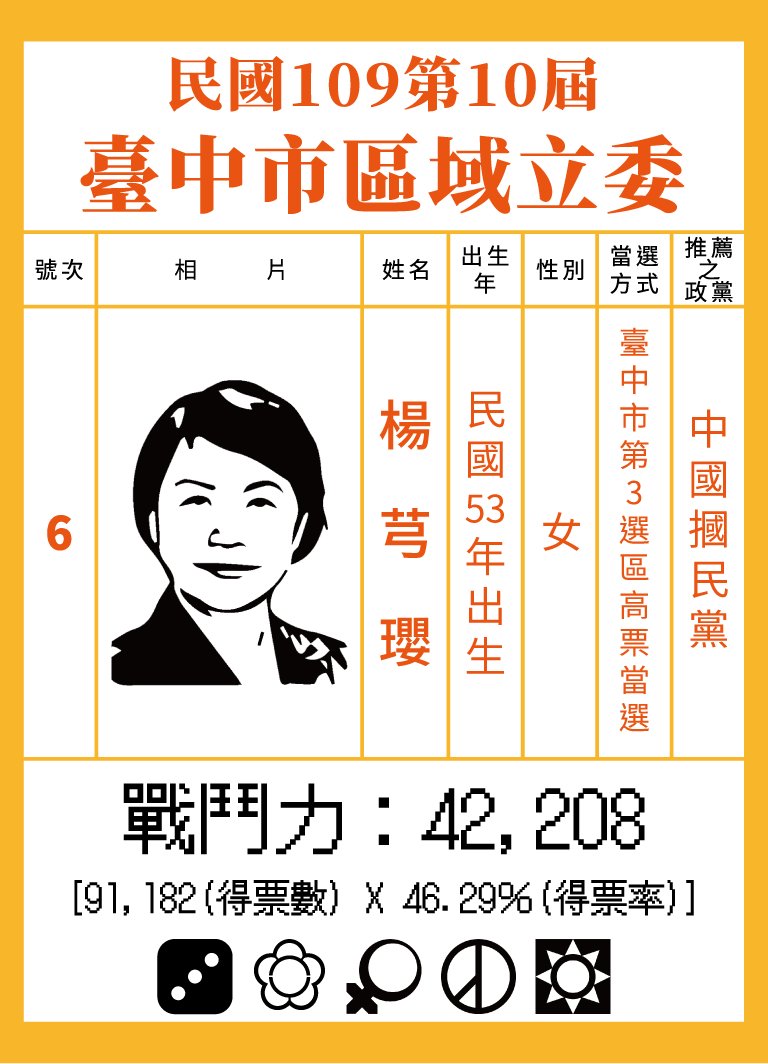 民國109第10屆
臺中市區域立委
號次
相 片
姓名
出生年
性別
當選方式
推薦之政黨
6
楊芎瓔
民國53年出生
女
臺中市第3選區高票當選
中國摑民黨
戰鬥力：42,208
[91,182(得票數) X 46.29%(得票率)]